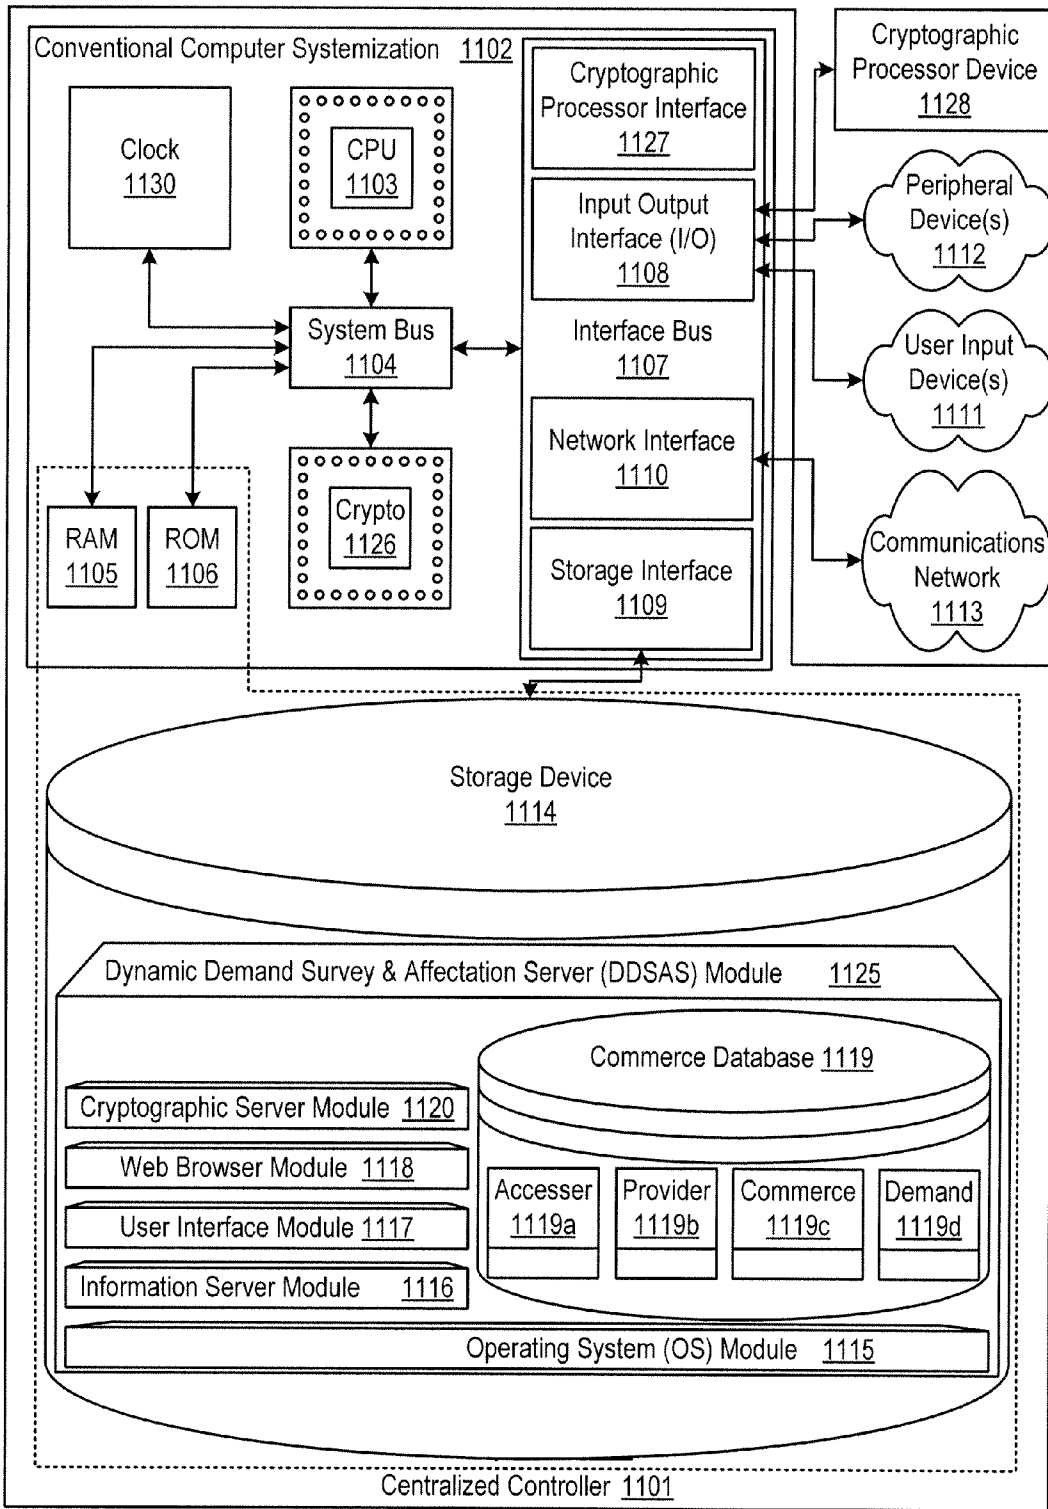 Conventional Computer Systemization 1102
Clock
1130
CPU
1103
System Bus
1104
Crypto
1126
RAM
1105
ROM
1106
Cryptographic
Processor Interface
1127
Input Output
Interface (I/O)
1108
Interface Bus
1107
Network Interface
1110
Storage Interface
1109
Cryptographic
Processor Device
1128
Peripheral
Device(s)
1112
User Input
Device(s)
1111
Communications
Network
1113
Storage Device
1114
Dynamic Demand Survey & Affectation Server (DDSAS) Module 1125
Commerce Database 1119
Cryptographic Server Module 1120
Web Browser Module 1118
User Interface Module 1117
Information Server Module 1116
Accesser
1119a
Provider
1119b
Commerce
1119c
Demand
1119d
Operating System (OS) Module 1115
Centralized Controller 1101